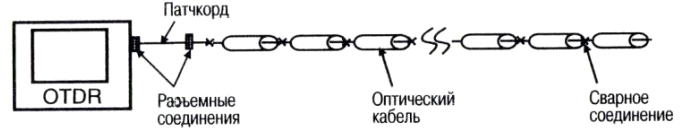 Патчкорд
OTDR
Разъемные
соединения
Оптический
кабель
Сварное
соединение